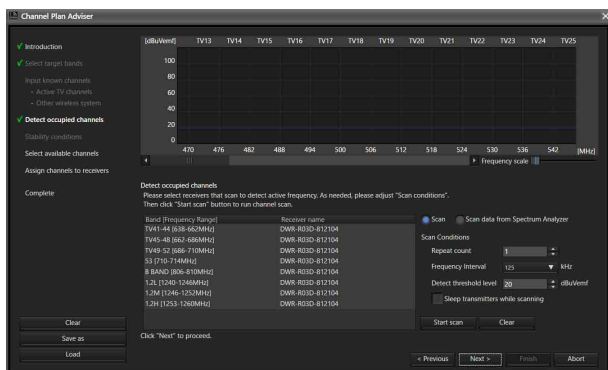 Channel Plan Adviser
Introduction
Select target bands
Input known channels
- Active TV channels
- Other wireless system
Detect occupied channels
Stability conditions
Select available channels
Assign channels to receivers
Complete
Clear
Save as
Load
[dBuVemf] TV13 TV14 TV15 TV16 TV17 TV18 TV19 TV20 TV21 TV22 TV23 TV24 TV25
100
80
60
40
20
0
470 476 482 488 494 500 506 512 518 524 530 536 542 [MHz]
Frequency scale
Detect occupied channels
Please select receivers that scan to detect active frequency. As needed, please adjust "Scan conditions".
Then click "Start scan" button to run channel scan.
Band [Frequency Range] Receiver name
TV41-44 [638-662MHz] DWR-R03D-812104
TV45-48 [662-686MHz] DWR-R03D-812104
TV49-52 [686-710MHz] DWR-R03D-812104
53 [710-714MHz] DWR-R03D-812104
B BAND [806-810MHz] DWR-R03D-812104
1.2L [1240-1246MHz] DWR-R03D-812104
1.2M [1246-1252MHz] DWR-R03D-812104
1.2H [1253-1260MHz] DWR-R03D-812104
Scan Scan data from Spectrum Analyzer
Scan Conditions
Repeat count 1
Frequency Interval 125 kHz
Detect threshold level 20 dBuVemf
Sleep transmitters while scanning
Start scan Clear
Click "Next" to proceed.
< Previous Next > Finish Abort